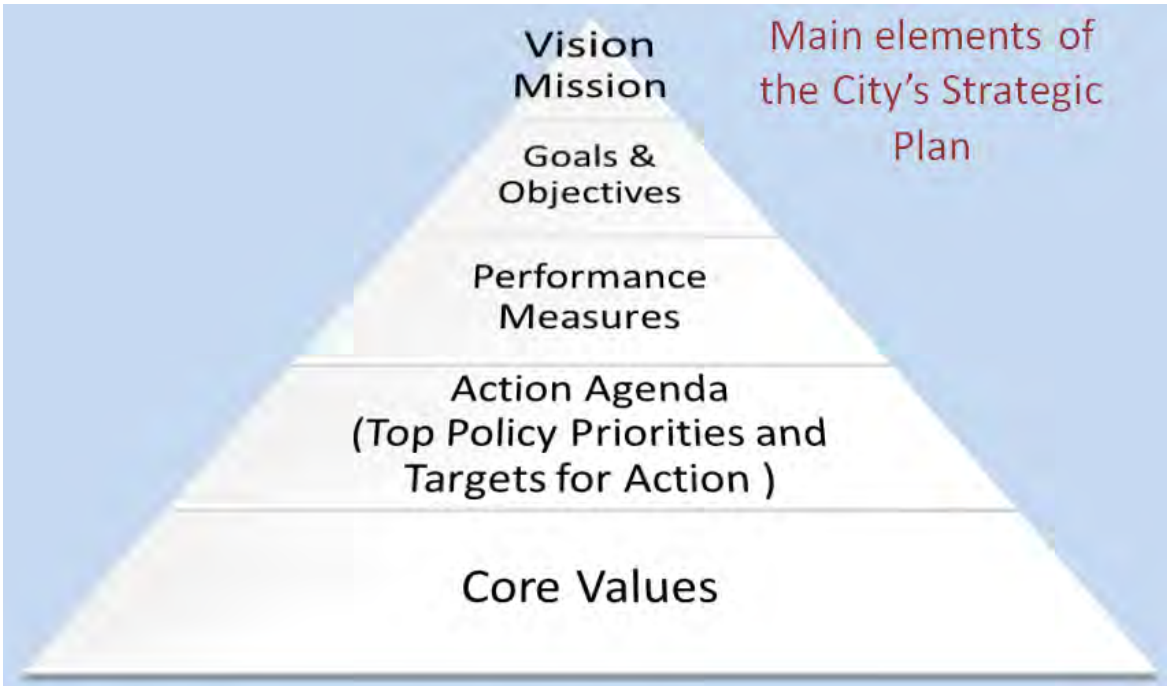 Vision
Mission
Main elements of
the City's Strategic
Plan
Goals &
Objectives
Performance
Measures
Action Agenda
(Top Policy Priorities and
Targets for Action )
Core Values